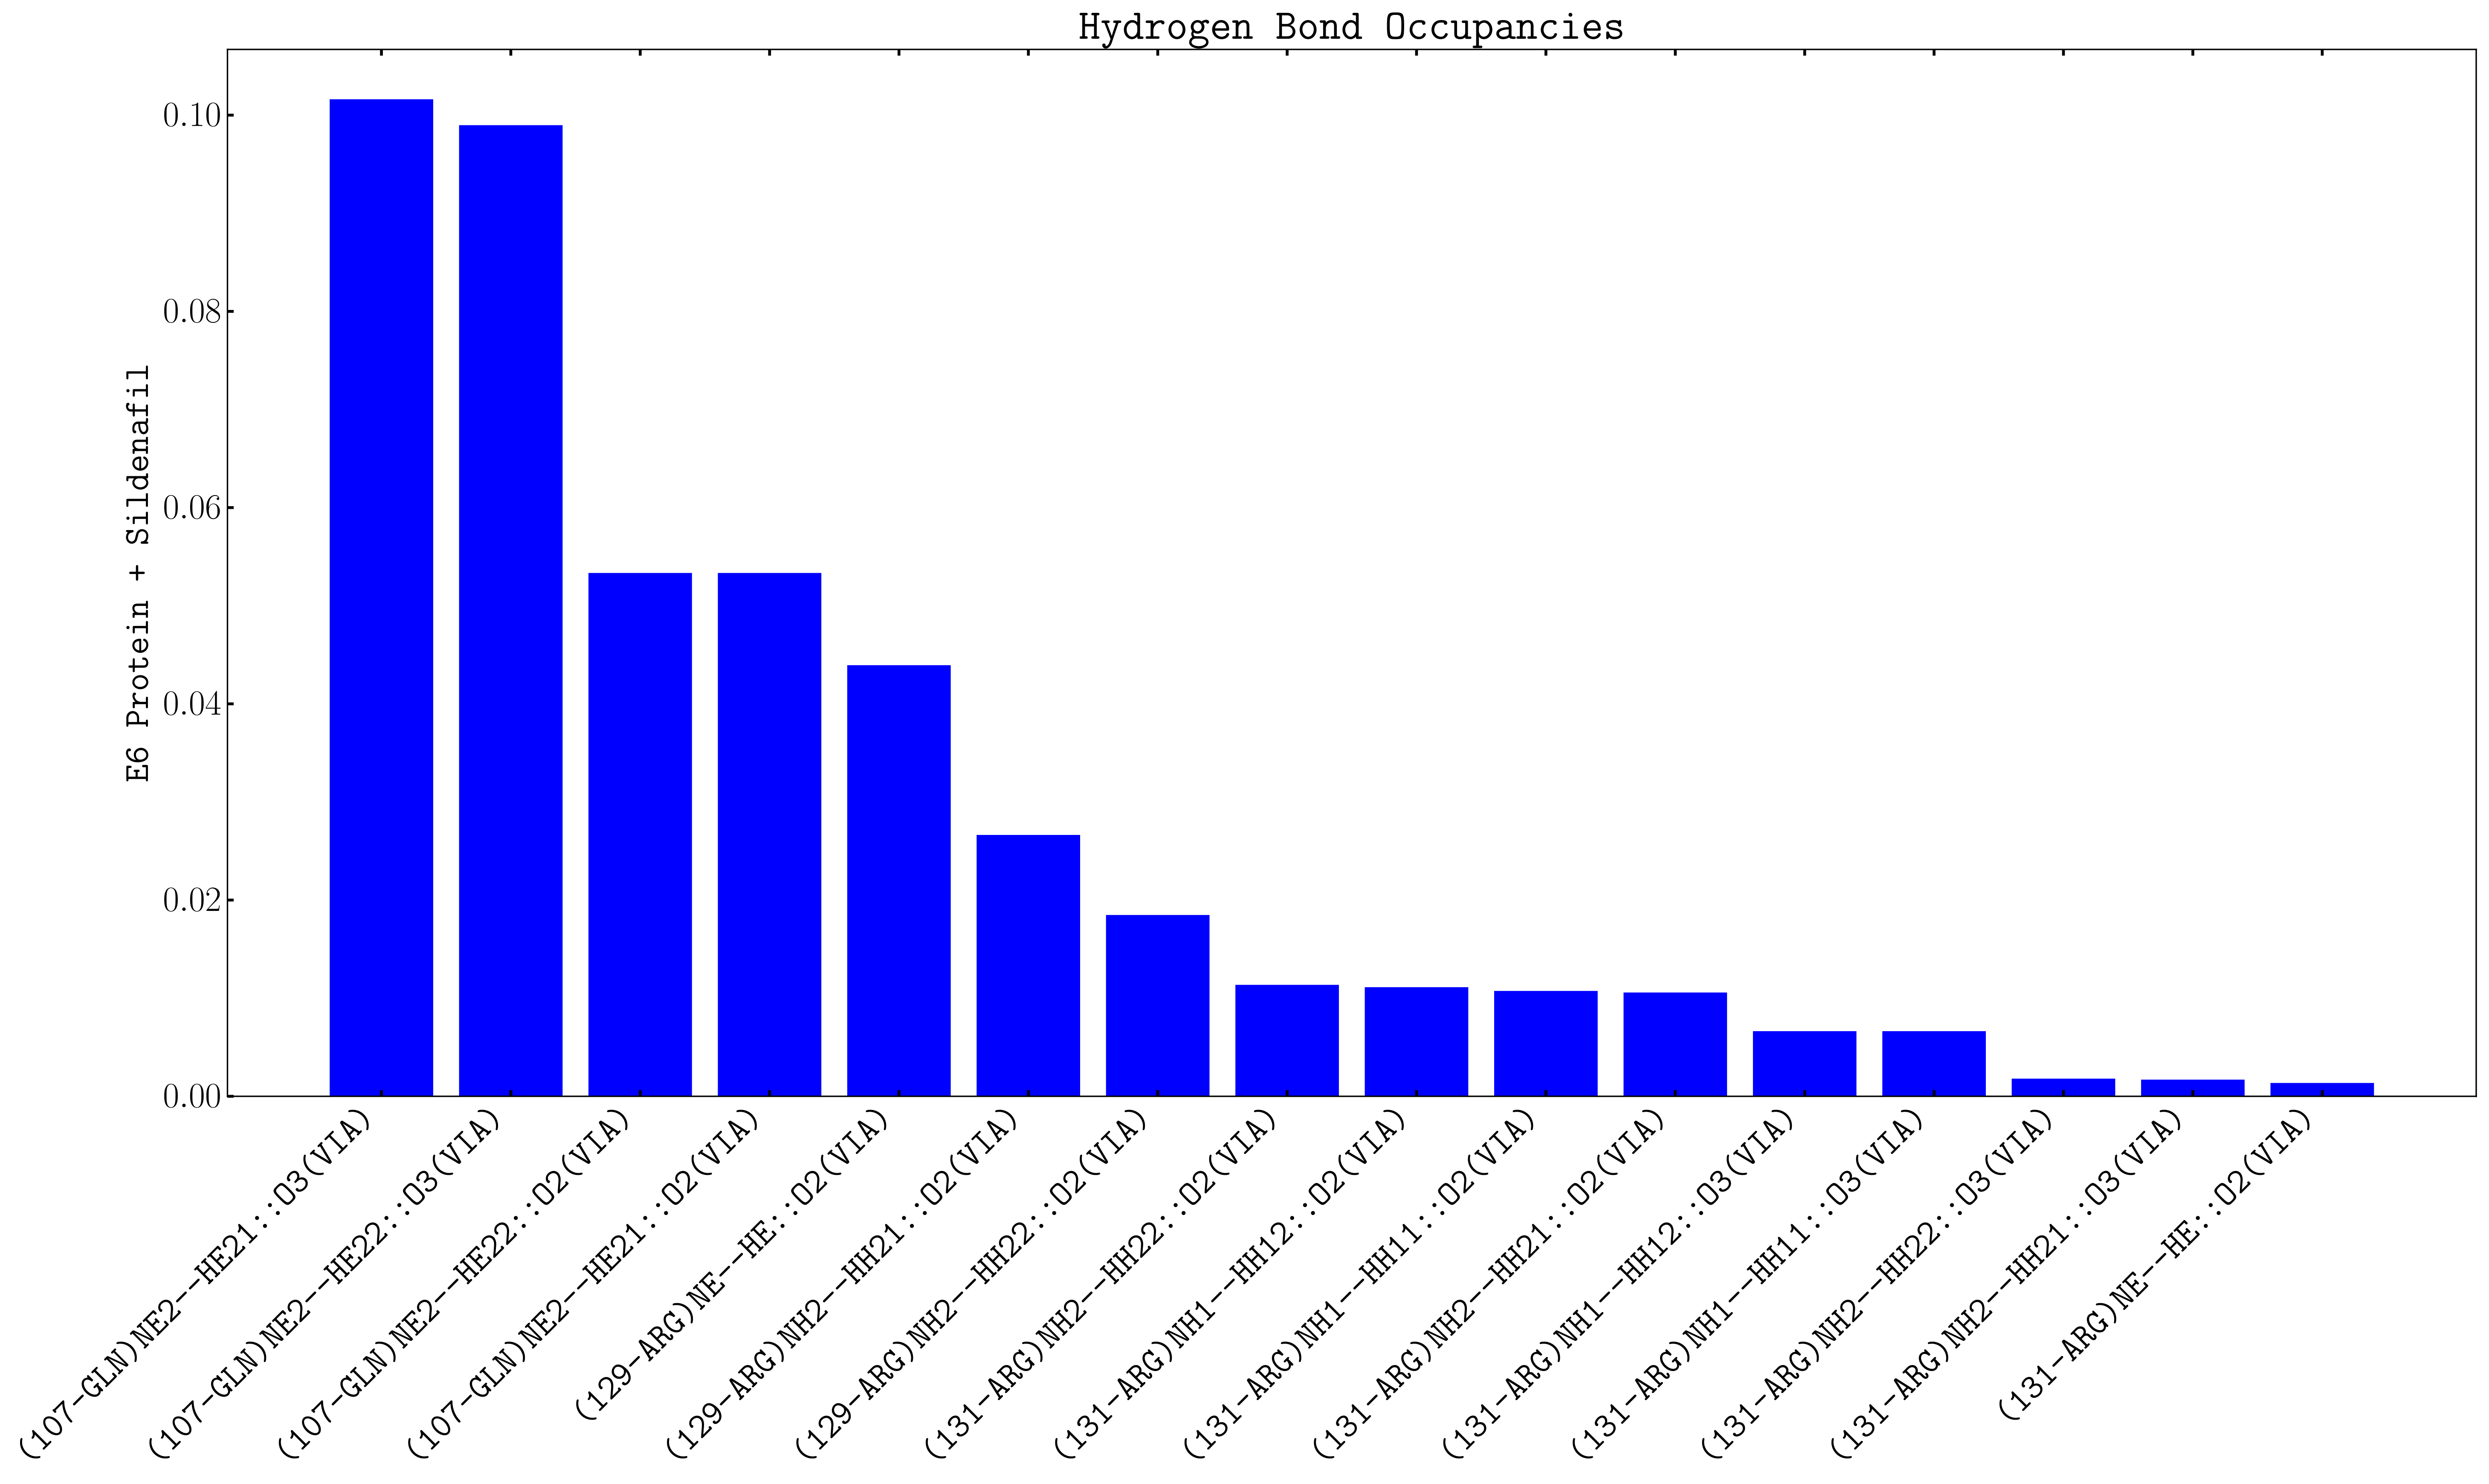 Hydrogen Bond Occupancies
E6 Protein + Sildenafil
0.10
0.08
0.06
0.04
0.02
0.00
(107-GLN)NE2--HE21::O3(VIA)
(107-GLN)NE2--HE22::O3(VIA)
(107-GLN)NE2--HE22::O2(VIA)
(107-GLN)NE2--HE21::O2(VIA)
(129-ARG)NE--HE::O2(VIA)
(129-ARG)NH2--HH21::O2(VIA)
(129-ARG)NH2--HH22::O2(VIA)
(131-ARG)NH2--HH22::O2(VIA)
(131-ARG)NH1--HH12::O2(VIA)
(131-ARG)NH1--HH11::O2(VIA)
(131-ARG)NH2--HH21::O2(VIA)
(131-ARG)NH1--HH12::O3(VIA)
(131-ARG)NH1--HH11::O3(VIA)
(131-ARG)NH2--HH22::O3(VIA)
(131-ARG)NH2--HH21::O3(VIA)
(131-ARG)NE--HE::O2(VIA)